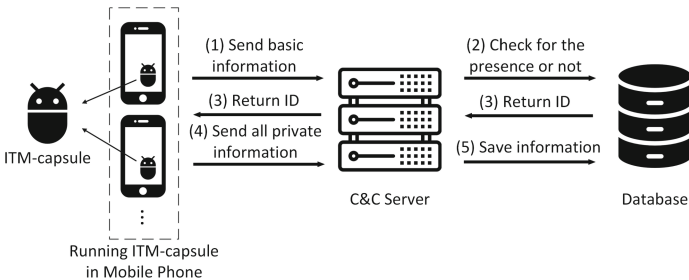 ITM-capsule
Running ITM-capsule
in Mobile Phone
(1) Send basic
information
(3) Return ID
(4) Send all private
information
C&C Server
(2) Check for the
presence or not
(3) Return ID
(5) Save information
Database